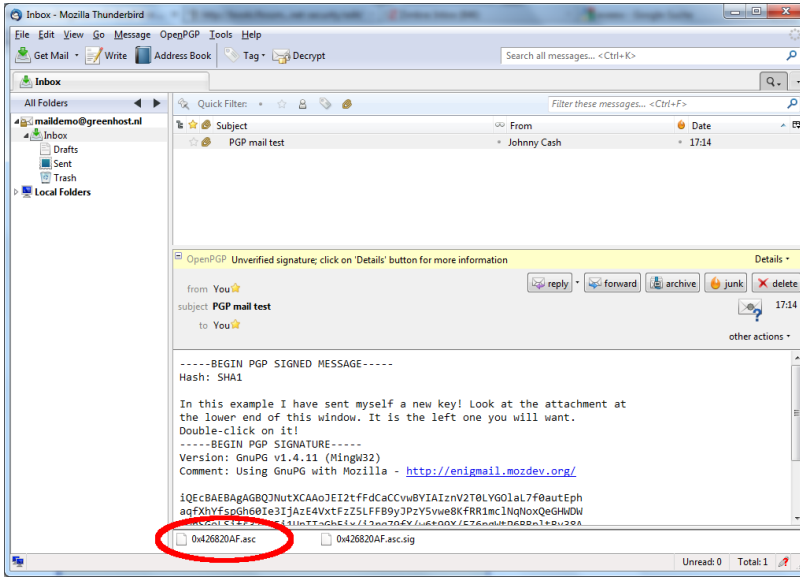 Inbox - Mozilla Thunderbird
File Edit View Go Message OpenPGP Tools Help
Get Mail Write Address Book Tag Decrypt Search all messages... <Ctrl+K>
Inbox
All Folders Quick Filter: Filter these messages... <Ctrl+F>
maildemo@greenhost.nl Subject From Date
Inbox PGP mail test Johnny Cash 17:14
Drafts
Sent
Trash
Local Folders
OpenPGP Unverified signature; click on 'Details' button for more information Details
from You reply forward archive junk delete
subject PGP mail test 17:14
to You
other actions
-----BEGIN PGP SIGNED MESSAGE-----
Hash: SHA1
In this example I have sent myself a new key! Look at the attachment at
the lower end of this window. It is the left one you will want.
Double-click on it!
-----BEGIN PGP SIGNATURE-----
Version: GnuPG v1.4.11 (MingW32)
Comment: Using GnuPG with Mozilla - http://enigmail.mozdev.org/
iQEcBAEBAgAGBQJNutXCAAoJEI2tfFdCaCCvwBYIAIznV2T0LYGOlaL7f0autEph
aqfXhYfspGh60Ie3IjAzE4VxtFzZ5LFFB9yJPzY5vwe8KfRR1mclNqNoxQeGHWDW
0x426820AF.asc 0x426820AF.asc.sig
Unread: 0 Total: 1